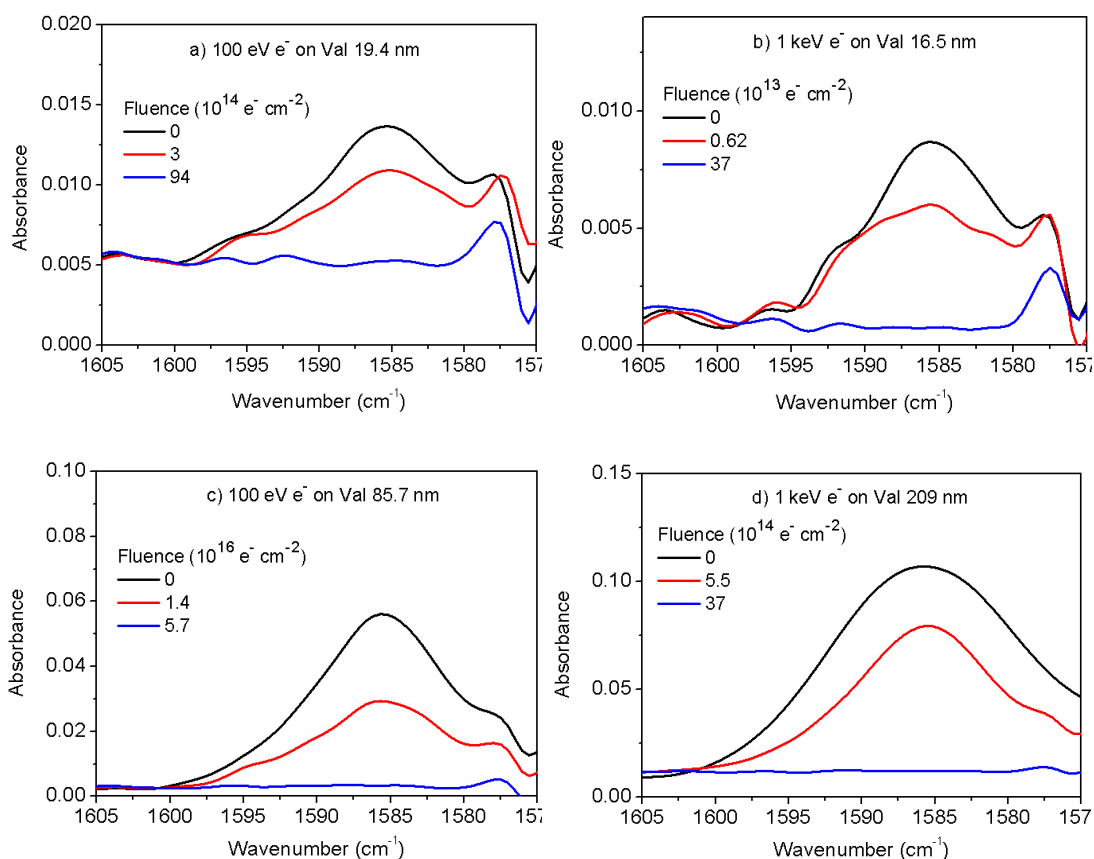 a) 100 eV e⁻ on Val 19.4 nm
Fluence (10¹⁴ e⁻ cm⁻²)
0
3
94
0.020
0.015
0.010
0.005
0.000
Absorbance
1605 1600 1595 1590 1585 1580 157
Wavenumber (cm⁻¹)
b) 1 keV e⁻ on Val 16.5 nm
Fluence (10¹³ e⁻ cm⁻²)
0
0.62
37
0.010
0.005
0.000
Absorbance
1605 1600 1595 1590 1585 1580 157
Wavenumber (cm⁻¹)
c) 100 eV e⁻ on Val 85.7 nm
Fluence (10¹⁶ e⁻ cm⁻²)
0
1.4
5.7
0.10
0.08
0.06
0.04
0.02
0.00
Absorbance
1605 1600 1595 1590 1585 1580 157
Wavenumber (cm⁻¹)
d) 1 keV e⁻ on Val 209 nm
Fluence (10¹⁴ e⁻ cm⁻²)
0
5.5
37
0.15
0.10
0.05
0.00
Absorbance
1605 1600 1595 1590 1585 1580 157
Wavenumber (cm⁻¹)